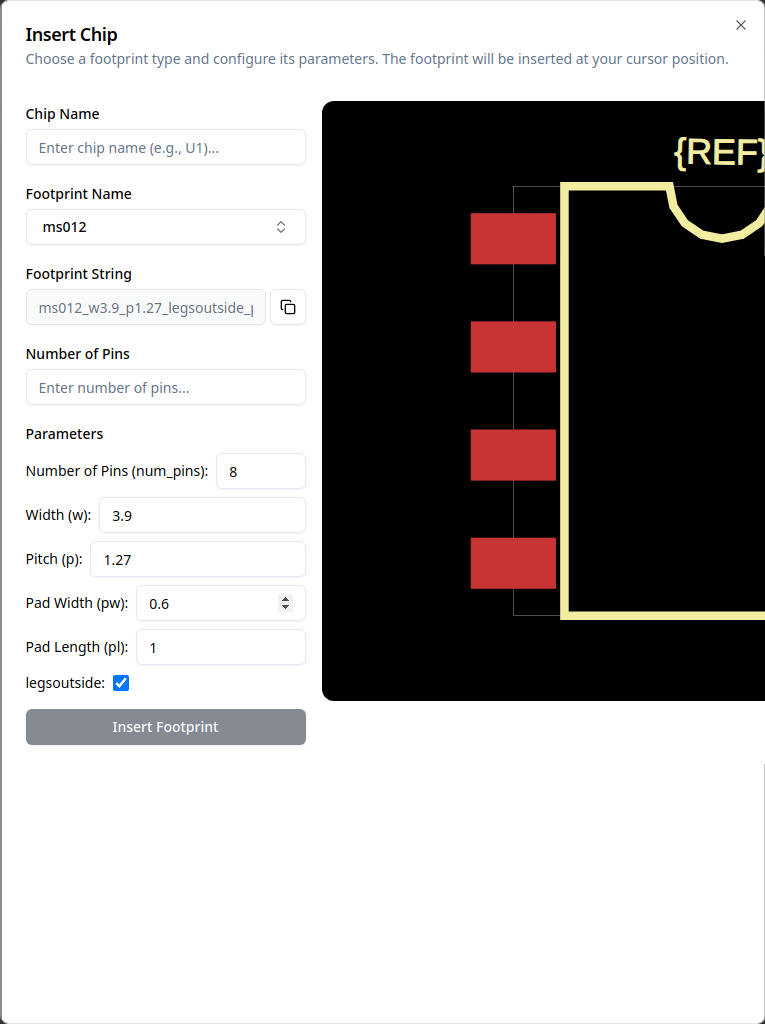 Insert Chip
Choose a footprint type and configure its parameters. The footprint will be inserted at your cursor position.
Chip Name
Enter chip name (e.g., U1)...
Footprint Name
ms012
Footprint String
ms012_w3.9_p1.27_legsoutside_
Number of Pins
Enter number of pins...
Parameters
Number of Pins (num_pins): 8
Width (w): 3.9
Pitch (p): 1.27
Pad Width (pw): 0.6
Pad Length (pl): 1
legsoutside:
Insert Footprint
{REF}